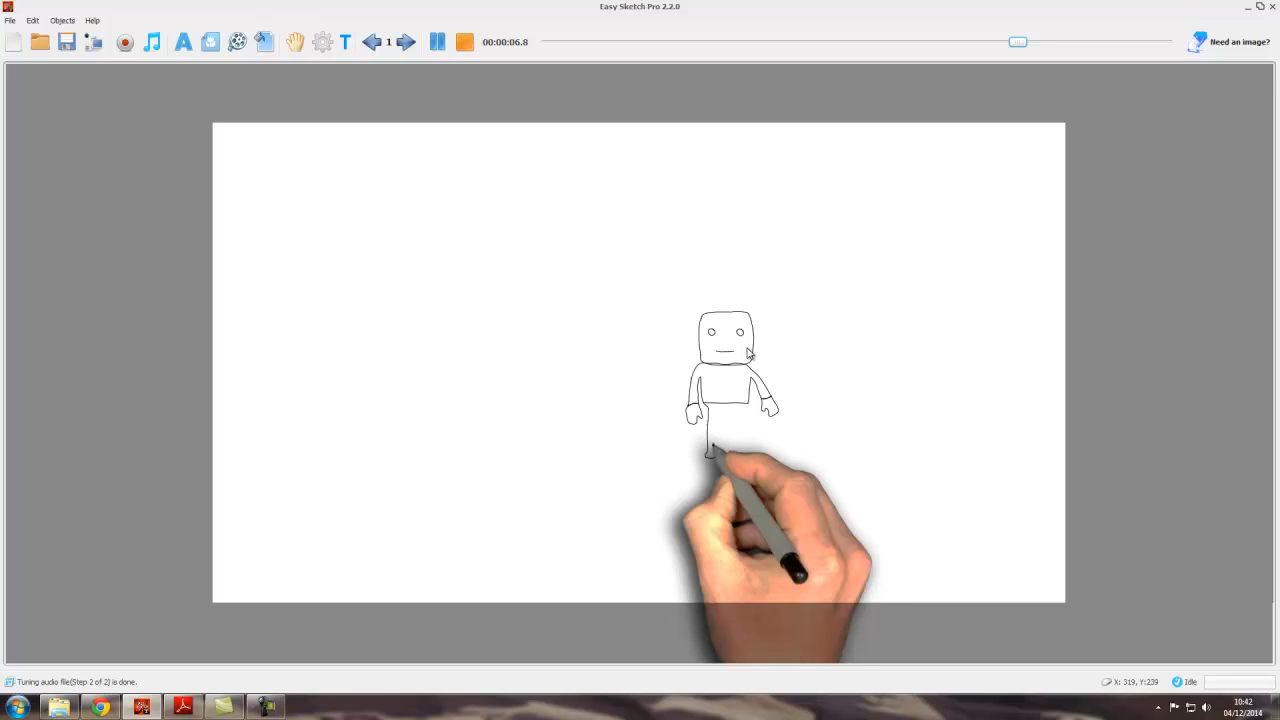 Easy Sketch Pro 2.2.0
File Edit Objects Help
A T 1 00:00:06.8 Need an image?
Tuning audio file(Step 2 of 2) is done. X: 319, Y:239 Idle
10:42
04/12/2014